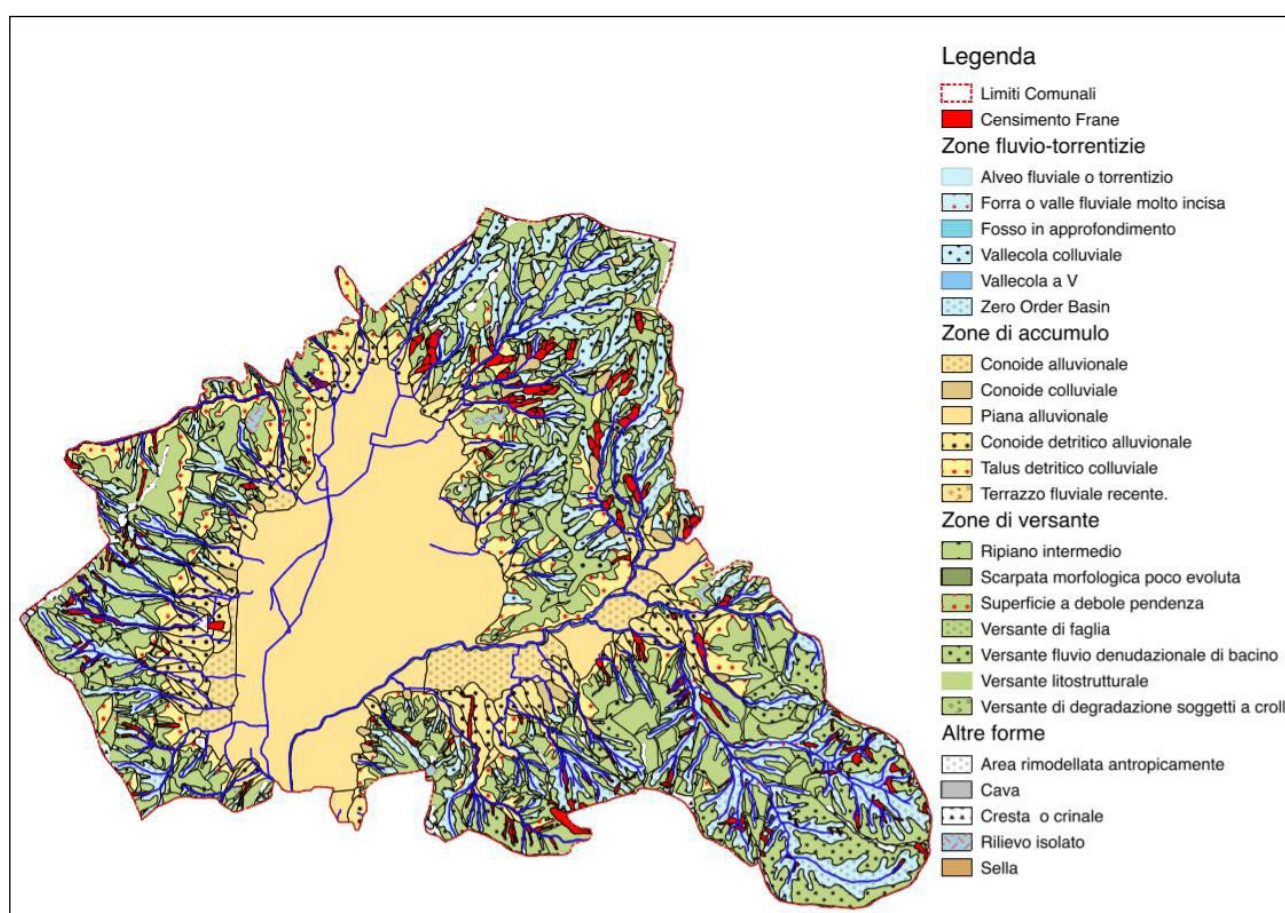 Legenda
Limiti Comunali
Censimento Frane
Zone fluvio-torrentizie
Alveo fluviale o torrentizio
Forra o valle fluviale molto incisa
Fosso in approfondimento
Vallecola colluviale
Vallecola a V
Zero Order Basin
Zone di accumulo
Conoide alluvionale
Conoide colluviale
Piana alluvionale
Conoide detritico alluvionale
Talus detritico colluviale
Terrazzo fluviale recente.
Zone di versante
Ripiano intermedio
Scarpata morfologica poco evoluta
Superficie a debole pendenza
Versante di faglia
Versante fluvio denudazionale di bacino
Versante litostrutturale
Versante di degradazione soggetti a croll
Altre forme
Area rimodellata antropicamente
Cava
Cresta o crinale
Rilievo isolato
Sella